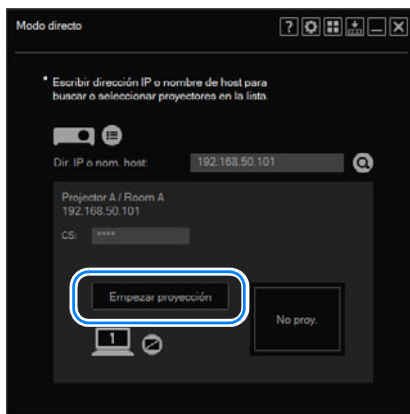 Modo directo
* Escribir dirección IP o nombre de host para
buscar o seleccionar proyectores en la lista.
Dir. IP o nom. host: 192.168.50.101
Projector A / Room A
192.168.50.101
CS: ****
Empezar proyección
No proy.
1